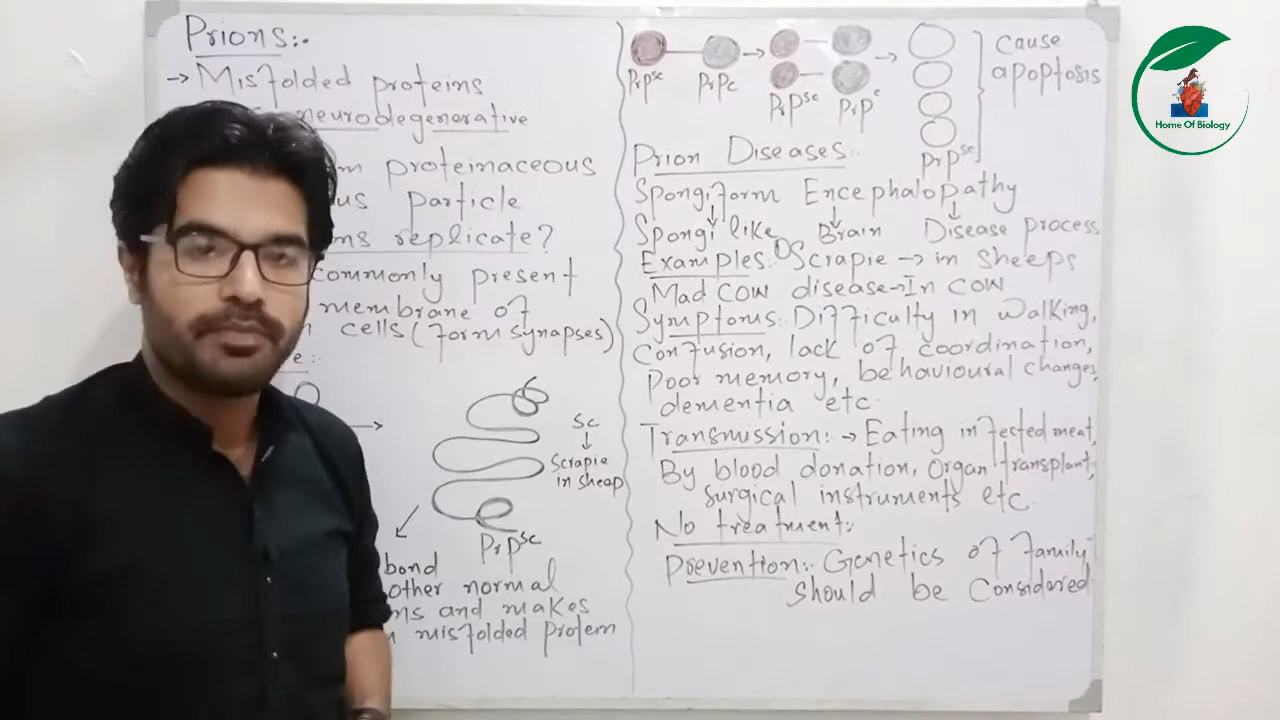 Prions:-
→ Misfolded proteins
neurodegenerative
proteinaceous
particle
replicate?
commonly present
membrane of
cells (form synapses)
Sc
↓
Scrapie
in sheap
PrPsc
bond
other normal
and makes
misfolded protein
PrPsc PrPc → PrPsc PrPc → PrPsc
cause
apoptosis
Prion Diseases:-
Spongiform Encephalopathy
Spongi like Brain Disease process
Examples: ① Scrapie → in sheeps
Mad cow disease → In cow
Symptoms: Difficulty in walking,
confusion, lack of coordination,
Poor memory, behavioural changes,
dementia etc.
Transmission:- → Eating infected meat,
By blood donation, organ transplant,
surgical instruments etc.
No treatment:-
Prevention:- Genetics of family
should be considered
Home Of Biology